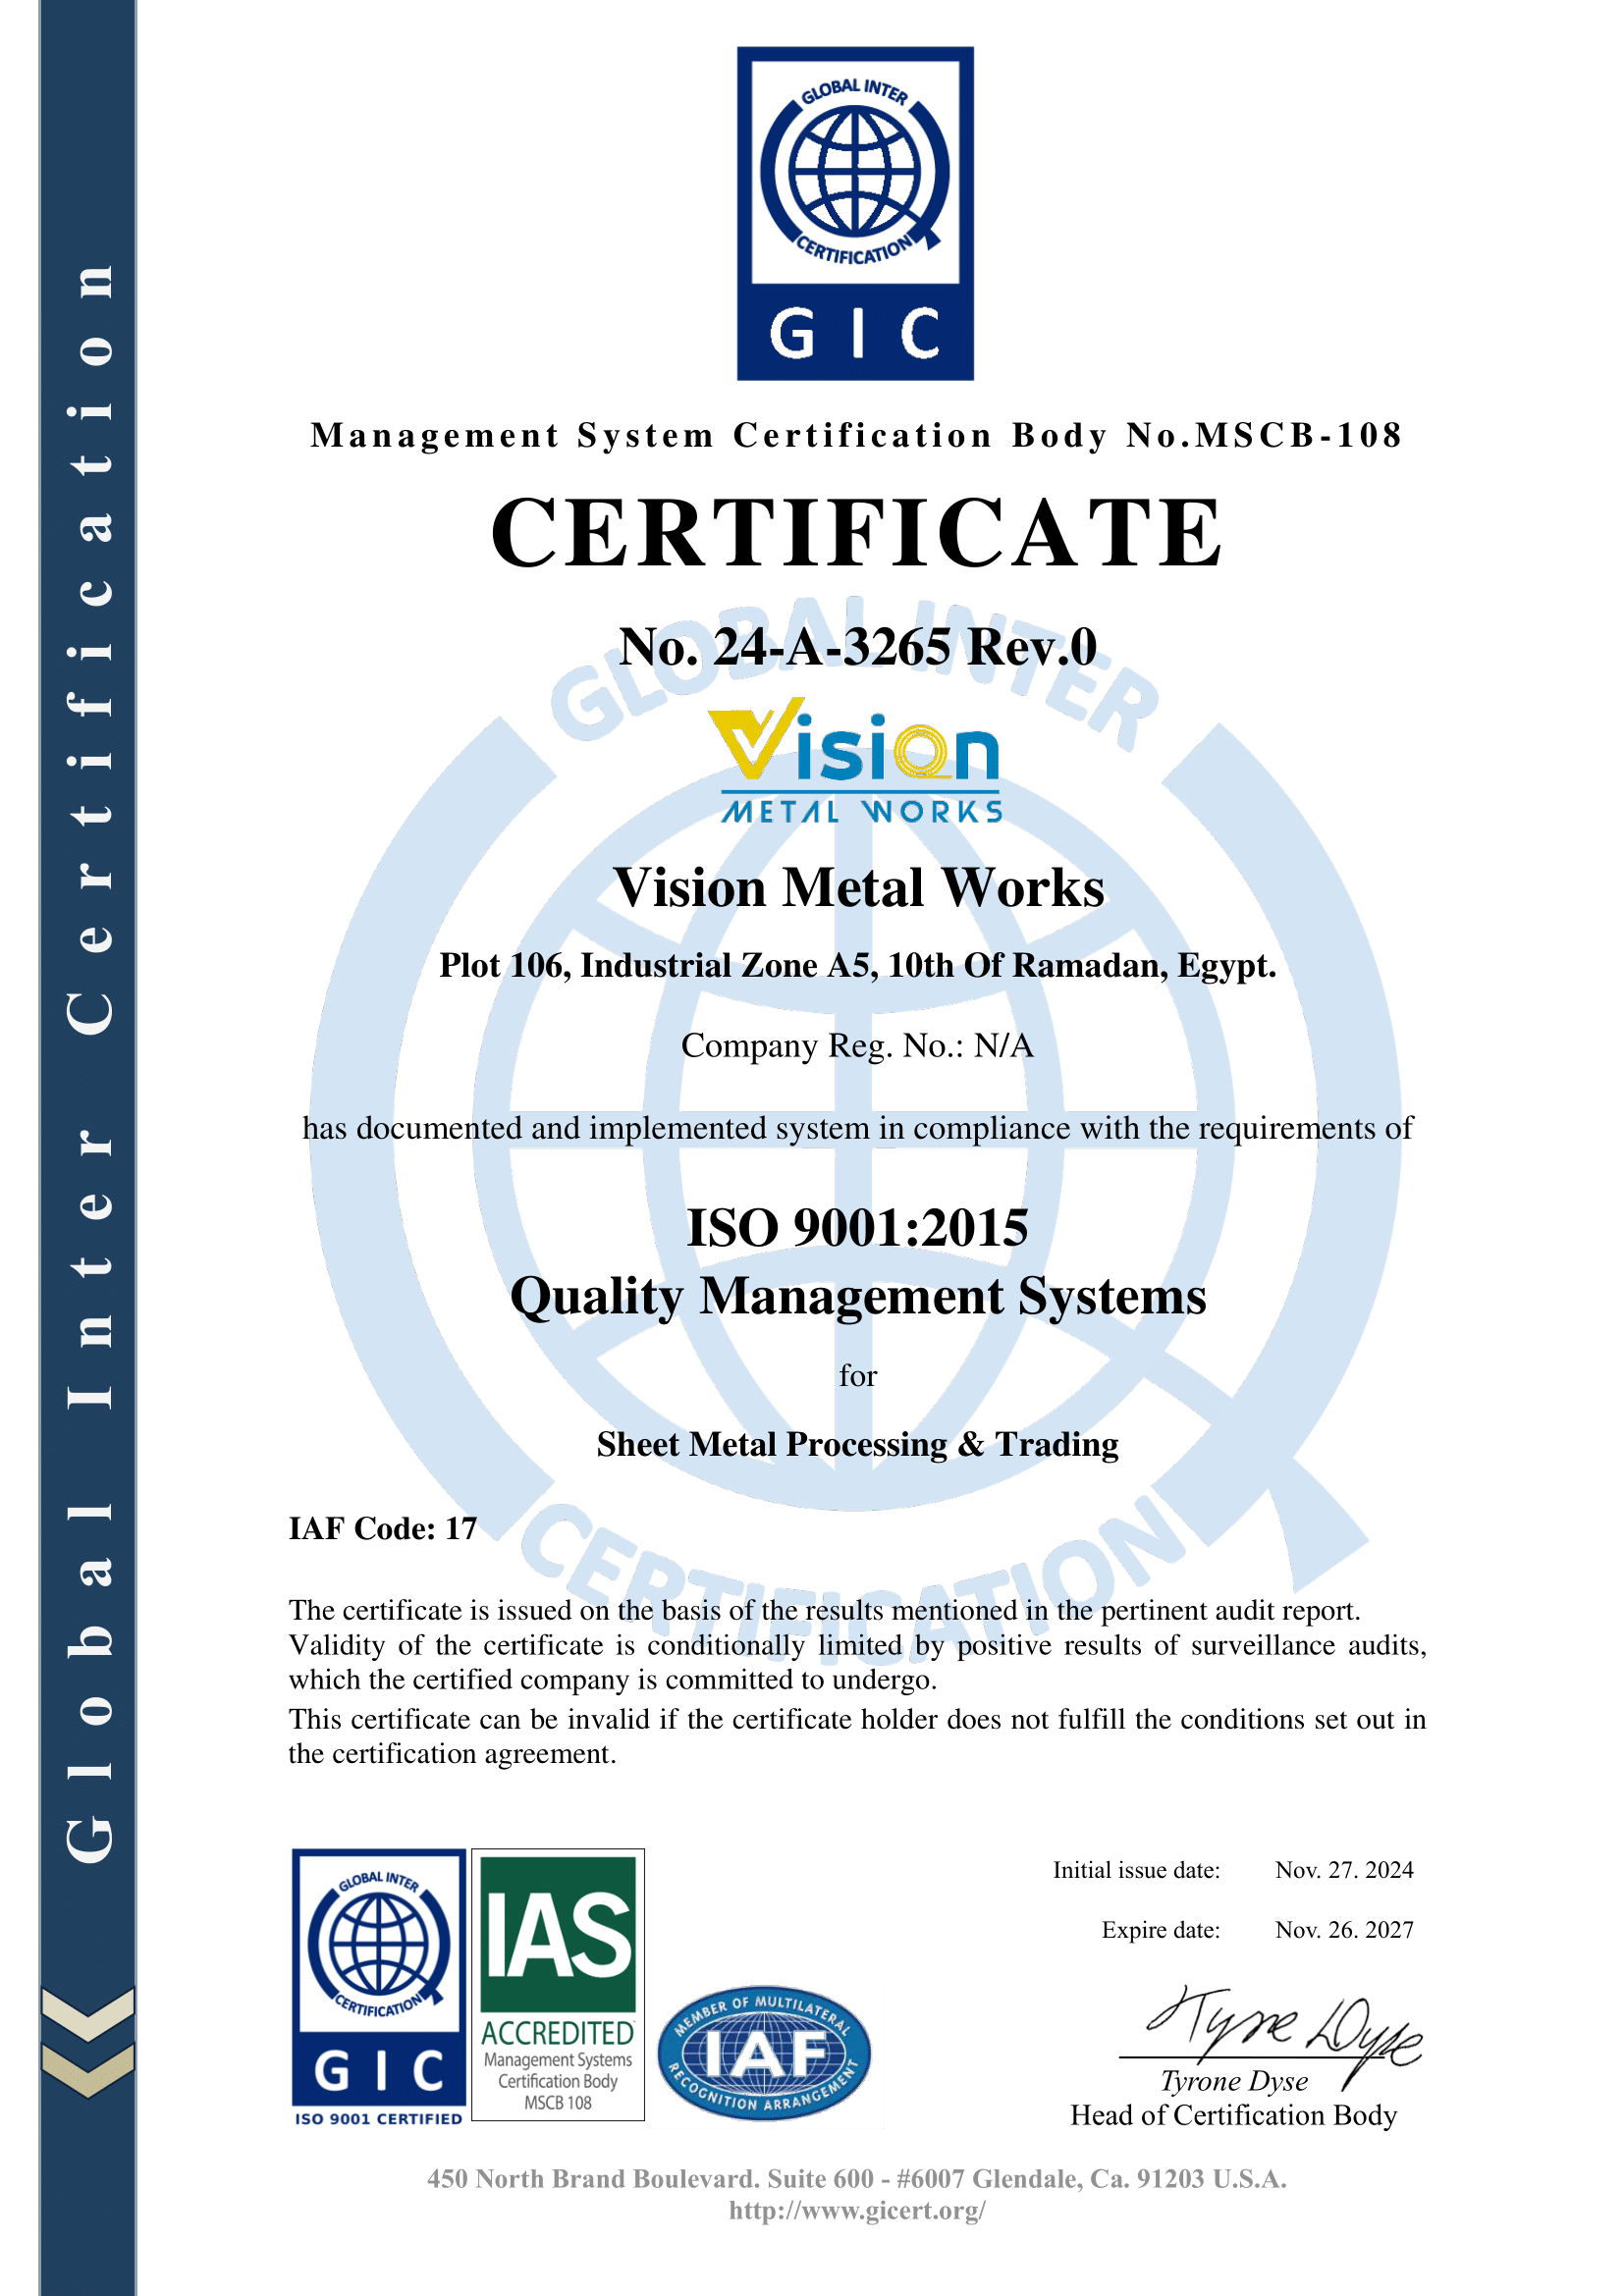 Global Inter Certification
GLOBAL INTER
CERTIFICATION
GIC
Management System Certification Body No.MSCB-108
CERTIFICATE
GLOBAL INTER
No. 24-A-3265 Rev.0
Vision
METAL WORKS
Vision Metal Works
Plot 106, Industrial Zone A5, 10th Of Ramadan, Egypt.
Company Reg. No.: N/A
has documented and implemented system in compliance with the requirements of
ISO 9001:2015
Quality Management Systems
for
Sheet Metal Processing & Trading
IAF Code: 17
CERTIFICATION
The certificate is issued on the basis of the results mentioned in the pertinent audit report.
Validity of the certificate is conditionally limited by positive results of surveillance audits,
which the certified company is committed to undergo.
This certificate can be invalid if the certificate holder does not fulfill the conditions set out in
the certification agreement.
GLOBAL INTER
CERTIFICATION
GIC
ISO 9001 CERTIFIED
IAS
ACCREDITED
Management Systems
Certification Body
MSCB 108
MEMBER OF MULTILATERAL
IAF
RECOGNITION ARRANGEMENT
Initial issue date: Nov. 27. 2024
Expire date: Nov. 26. 2027
Tyrone Dyse
Tyrone Dyse
Head of Certification Body
450 North Brand Boulevard. Suite 600 - #6007 Glendale, Ca. 91203 U.S.A.
http://www.gicert.org/